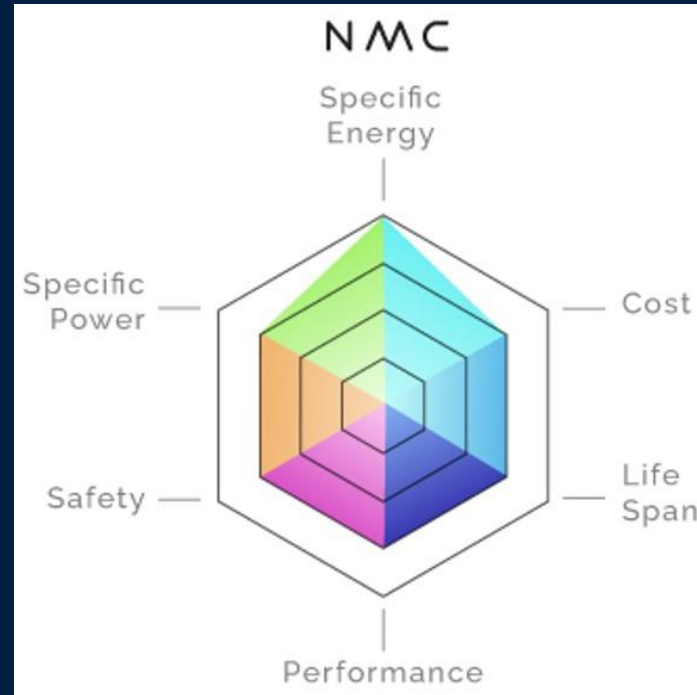 NMC
Specific
Energy
Specific
Power
Cost
Safety
Life
Span
Performance